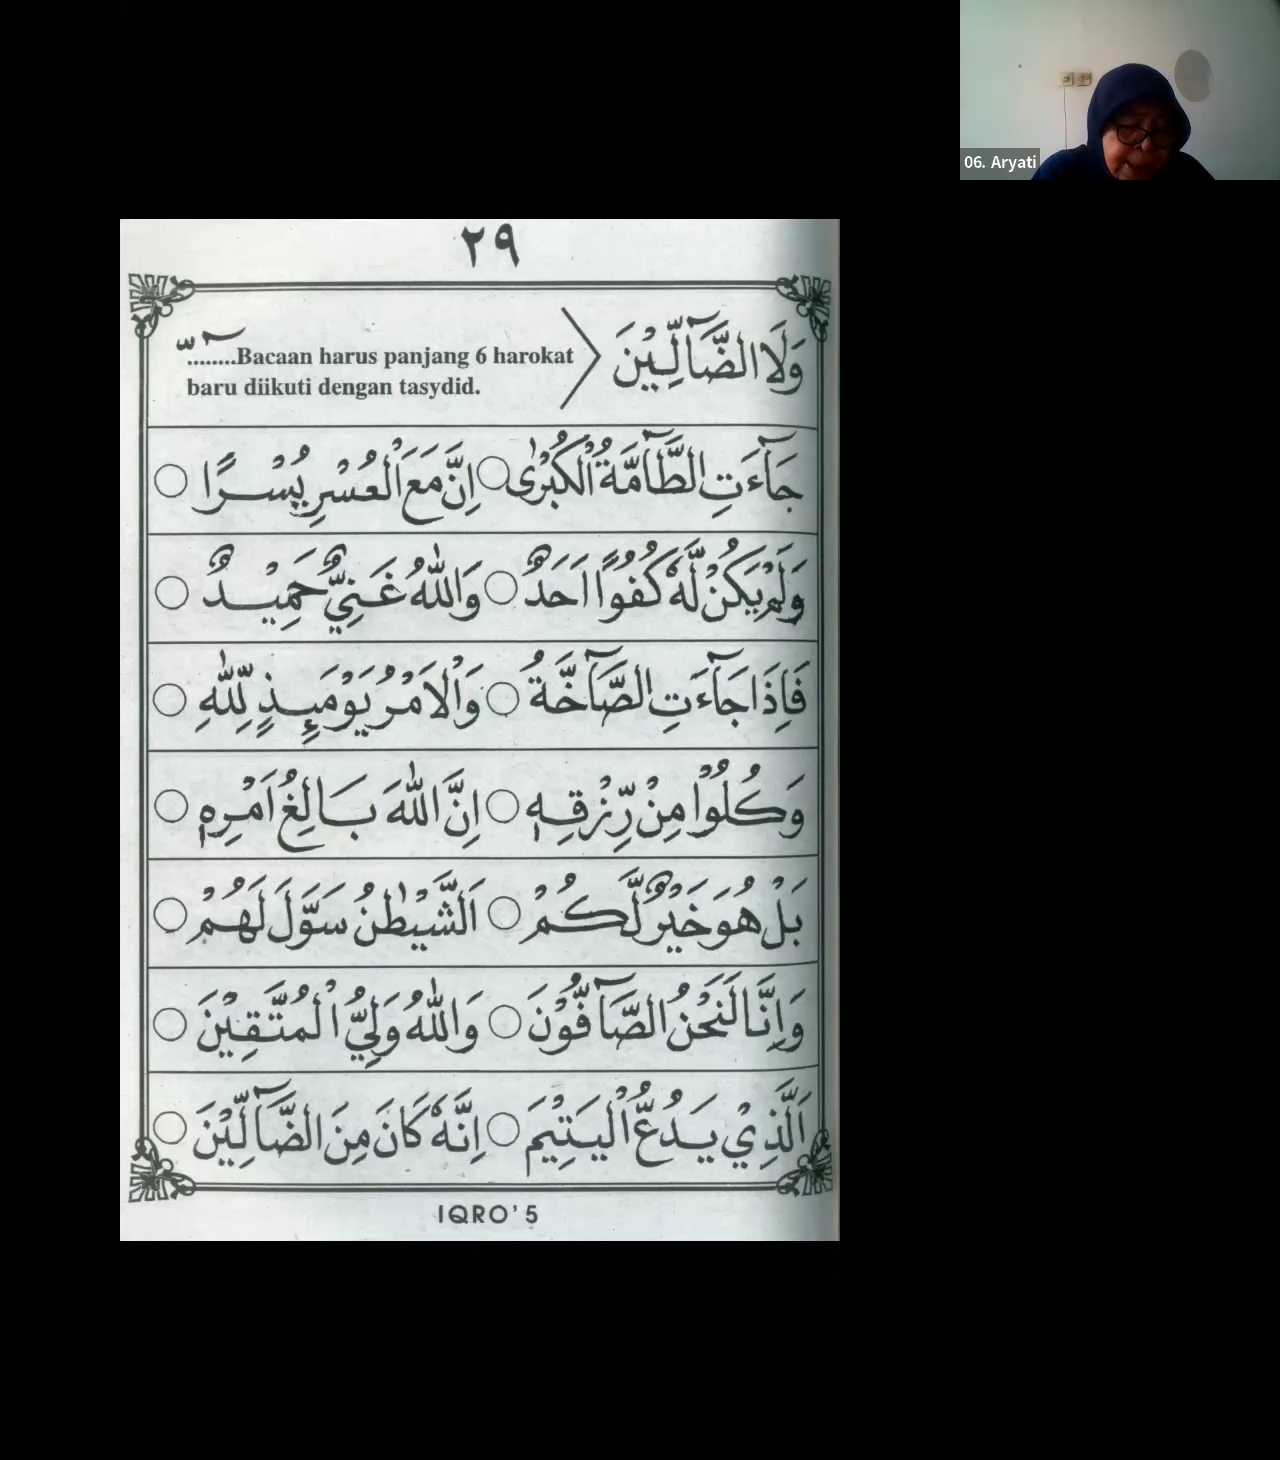 06. Aryati
٢٩
وَلَا الضَّآلِّيْنَ
ّ~........Bacaan harus panjang 6 harokat
baru diikuti dengan tasydid.
جَآءَتِ الطَّآمَّةُ الْكُبْرٰى ○ اِنَّ مَعَ الْعُسْرِ يُسْرًا ○
وَلَمْ يَكُنْ لَّهٗ كُفُوًا اَحَدٌ ○ وَاللّٰهُ غَنِيٌّ حَمِيْدٌ ○
فَاِذَا جَآءَتِ الصَّآخَّةُ ○ وَالْاَمْرُ يَوْمَىِٕذٍ لِّلّٰهِ ○
وَكُلُوْا مِنْ رِّزْقِهٖ ○ اِنَّ اللّٰهَ بَالِغُ اَمْرِهٖ ○
بَلْ هُوَ خَيْرٌ لَّكُمْ ○ اَلشَّيْطٰنُ سَوَّلَ لَهُمْ ○
وَاِنَّا لَنَحْنُ الصَّآفُّوْنَ ○ وَاللّٰهُ وَلِيُّ الْمُتَّقِيْنَ ○
اَلَّذِيْ يَدُعُّ الْيَتِيْمَ ○ اِنَّهٗ كَانَ مِنَ الضَّآلِّيْنَ ○
IQRO' 5